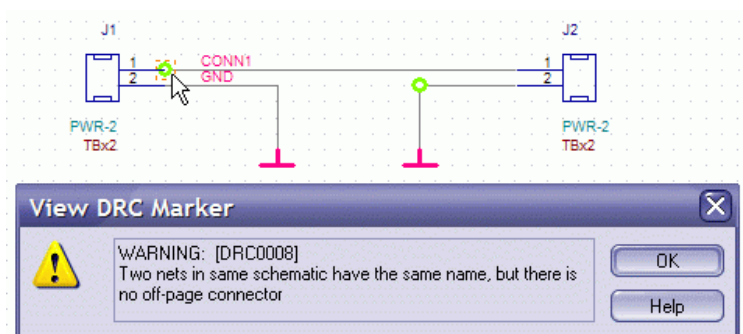 J1 J2
1 CONN1 1
2 GND 2
PWR-2 PWR-2
TBx2 TBx2
View DRC Marker
WARNING: [DRC0008] OK
Two nets in same schematic have the same name, but there is
no off-page connector
Help